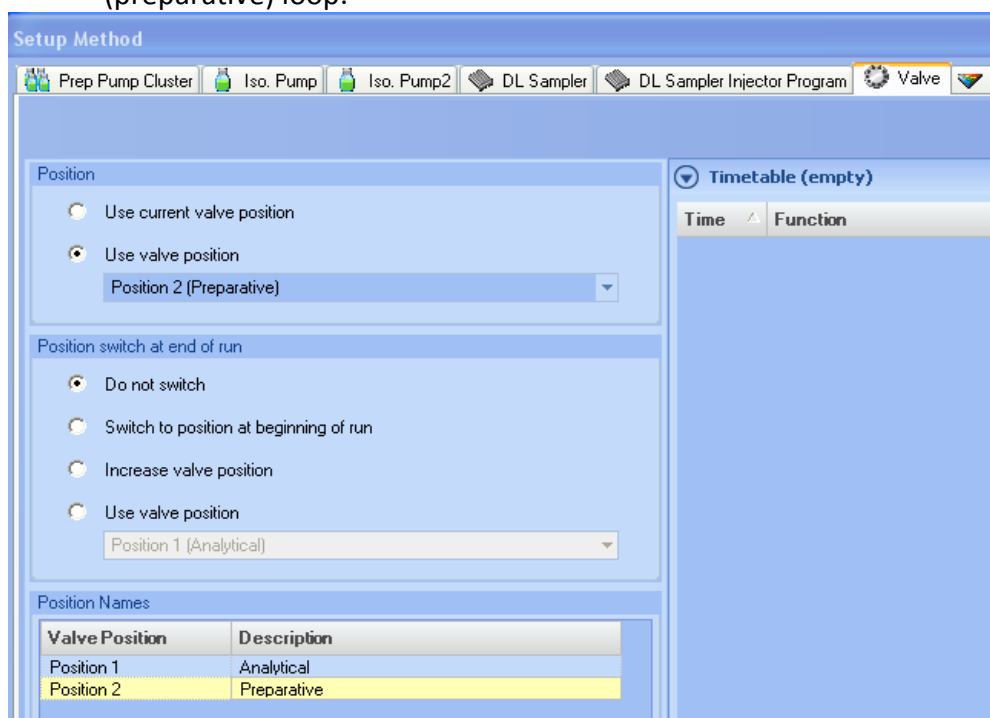 (preparative) loop.
Setup Method
Prep Pump Cluster Iso. Pump Iso. Pump2 DL Sampler DL Sampler Injector Program Valve
Position
Use current valve position
Use valve position
Position 2 (Preparative)
Position switch at end of run
Do not switch
Switch to position at beginning of run
Increase valve position
Use valve position
Position 1 (Analytical)
Position Names
Valve Position Description
Position 1 Analytical
Position 2 Preparative
Timetable (empty)
Time Function